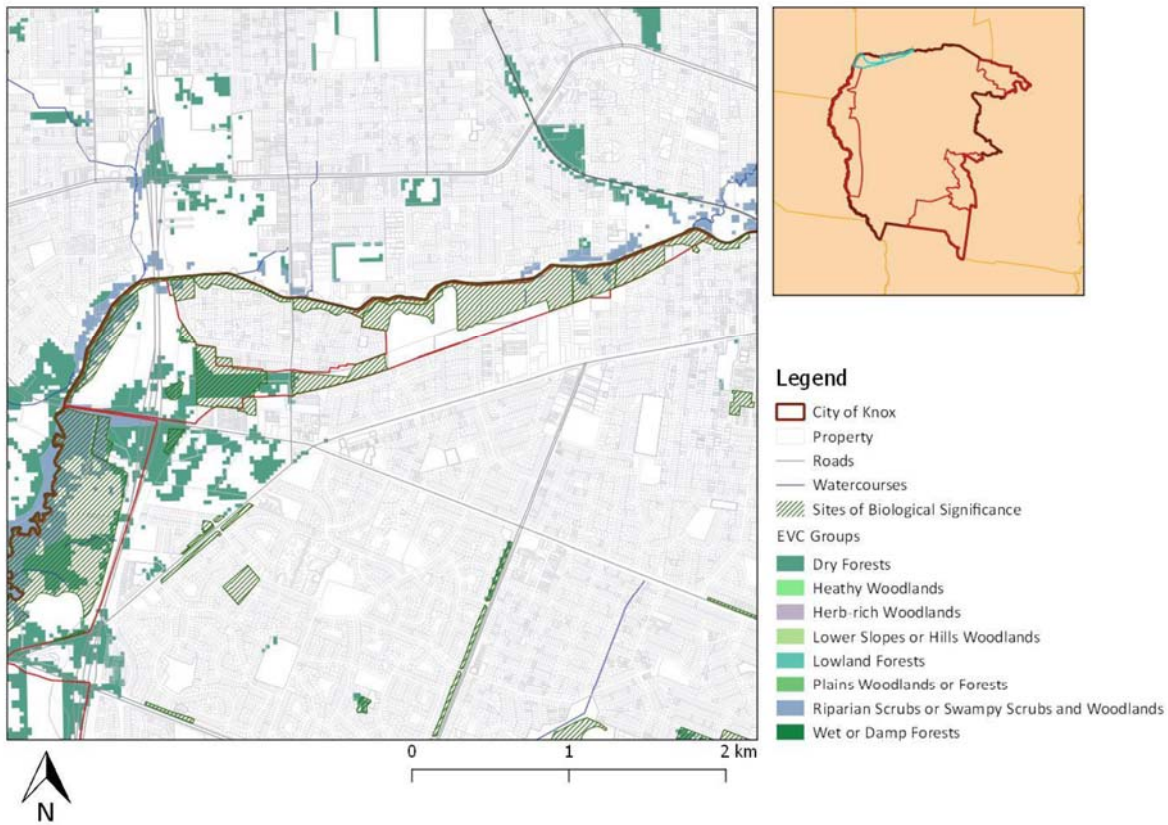 Legend
City of Knox
Property
Roads
Watercourses
Sites of Biological Significance
EVC Groups
Dry Forests
Heathy Woodlands
Herb-rich Woodlands
Lower Slopes or Hills Woodlands
Lowland Forests
Plains Woodlands or Forests
Riparian Scrubs or Swampy Scrubs and Woodlands
Wet or Damp Forests
0 1 2 km
N